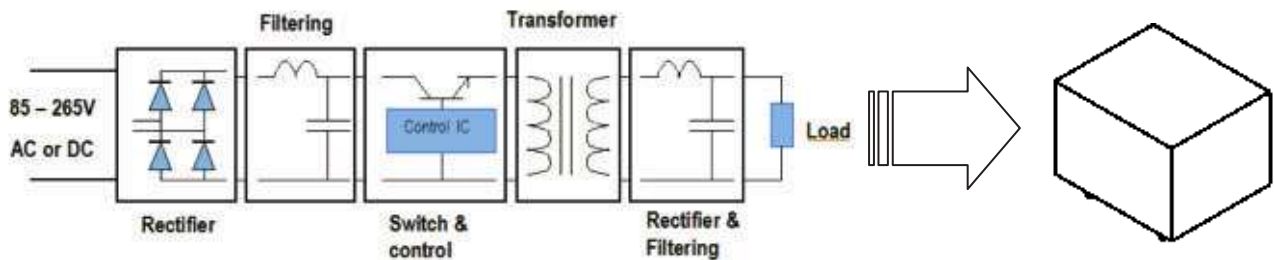 Filtering
Transformer
85 – 265V
AC or DC
Control IC
Load
Rectifier
Switch &
control
Rectifier &
Filtering